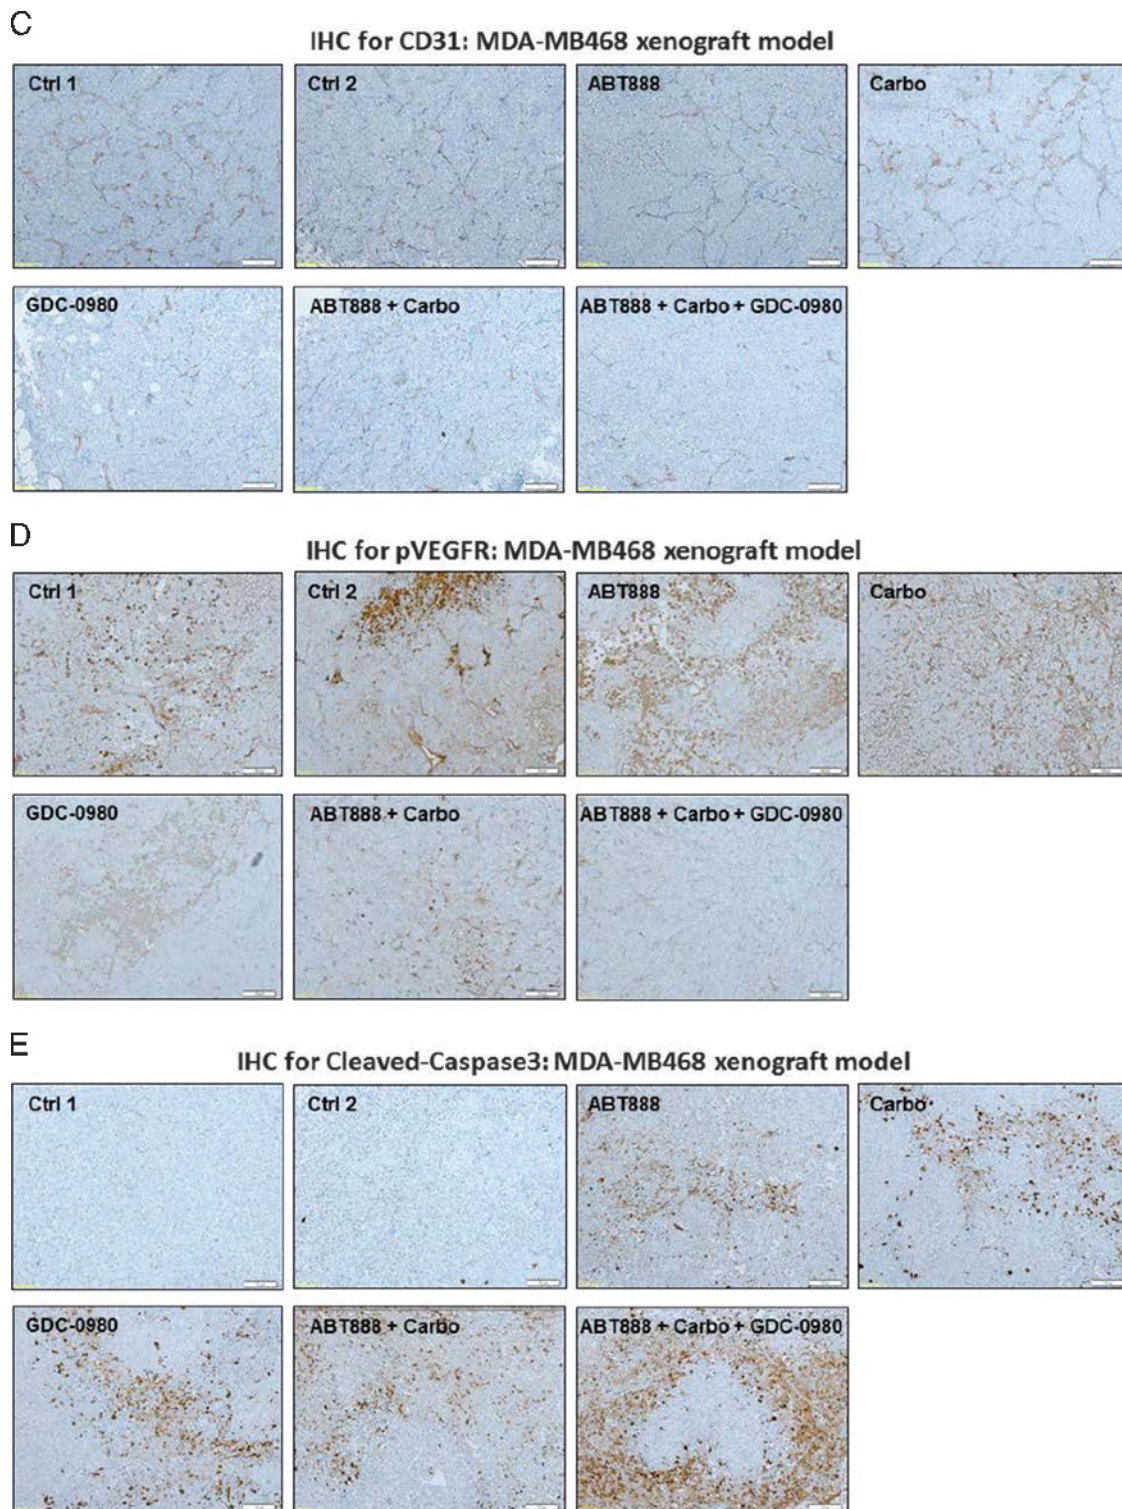 C
IHC for CD31: MDA-MB468 xenograft model
Ctrl 1
Ctrl 2
ABT888
Carbo
GDC-0980
ABT888 + Carbo
ABT888 + Carbo + GDC-0980
D
IHC for pVEGFR: MDA-MB468 xenograft model
Ctrl 1
Ctrl 2
ABT888
Carbo
GDC-0980
ABT888 + Carbo
ABT888 + Carbo + GDC-0980
E
IHC for Cleaved-Caspase3: MDA-MB468 xenograft model
Ctrl 1
Ctrl 2
ABT888
Carbo
GDC-0980
ABT888 + Carbo
ABT888 + Carbo + GDC-0980